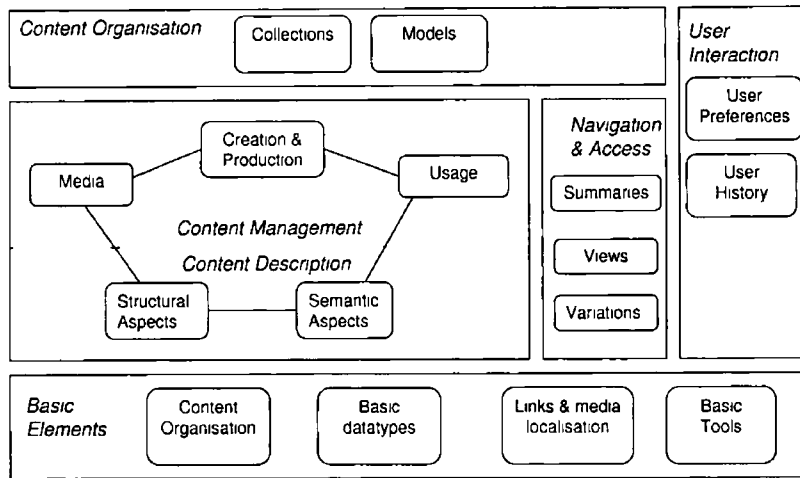 Content Organisation
Collections
Models
User
Interaction
User
Preferences
User
History
Creation &
Production
Media
Usage
Content Management
Content Description
Structural
Aspects
Semantic
Aspects
Navigation
& Access
Summaries
Views
Variations
Basic
Elements
Content
Organisation
Basic
datatypes
Links & media
localisation
Basic
Tools